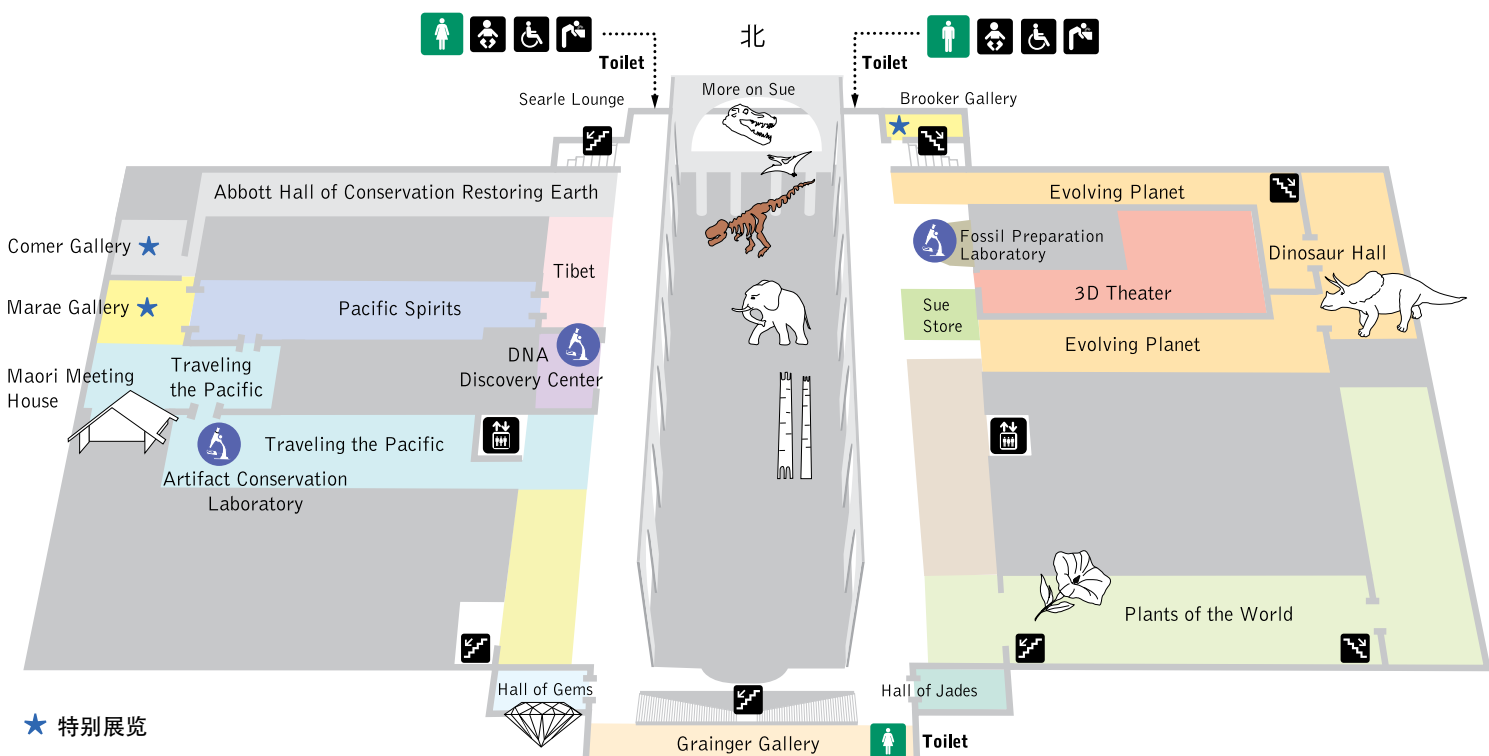 北
Toilet
Toilet
More on Sue
Searle Lounge
Brooker Gallery
Abbott Hall of Conservation Restoring Earth
Evolving Planet
Comer Gallery
Tibet
Fossil Preparation
Laboratory
Dinosaur Hall
Marae Gallery
Pacific Spirits
3D Theater
Sue
Store
DNA
Discovery Center
Evolving Planet
Maori Meeting
House
Traveling
the Pacific
Traveling the Pacific
Artifact Conservation
Laboratory
Plants of the World
Hall of Gems
Hall of Jades
特别展览
Grainger Gallery
Toilet